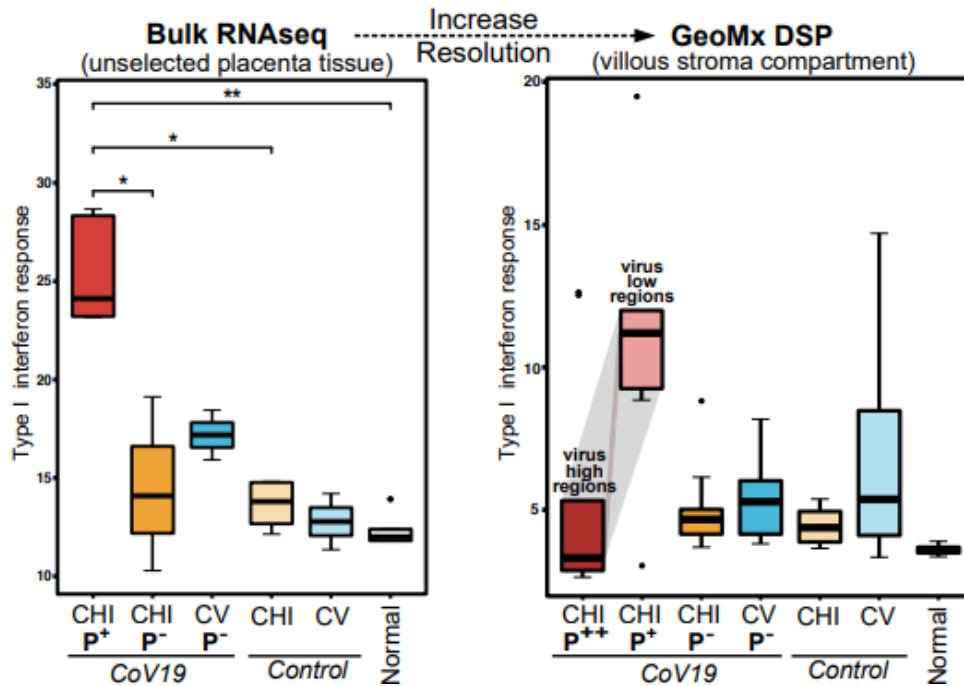 Bulk RNAseq
(unselected placenta tissue)
Increase
Resolution
GeoMx DSP
(villous stroma compartment)
Type I interferon response
35
30
25
20
15
10
**
*
*
CHI
P+
CHI
P-
CV
P-
CHI
CV
Normal
CoV19
Control
Type I interferon response
20
15
10
5
virus
high
regions
virus
low
regions
CHI
P++
CHI
P+
CHI
P-
CV
P-
CHI
CV
Normal
CoV19
Control